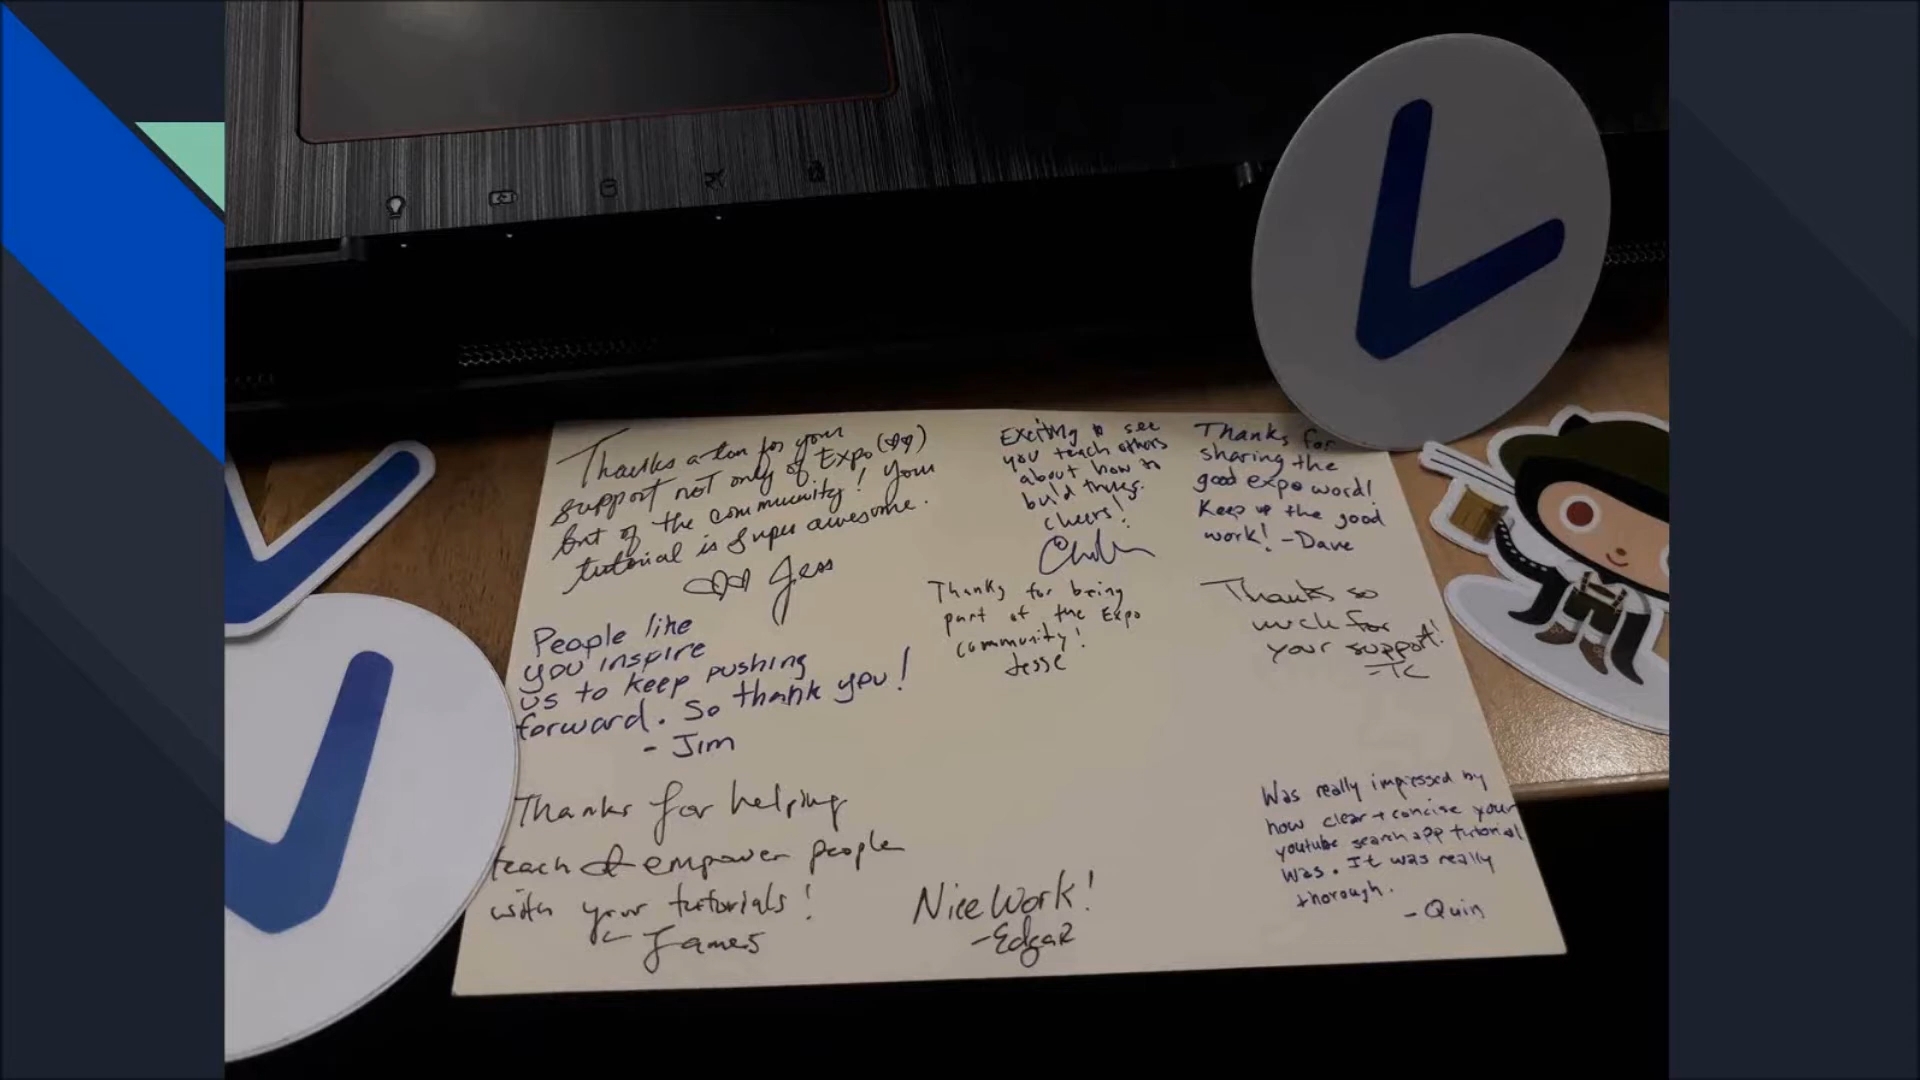 Thanks a ton for your
support not only of Expo (♡♡)
but of the community! Your
tutorial is super awesome.
♡♡ Jess
Exciting to see
you teach others
about how to
build things.
cheers!
Thanks for
sharing the
good expo word!
Keep up the good
work! -Dave
People like
you inspire
us to keep pushing
forward. So thank you!
- Jim
Thanks for being
part of the Expo
community!
Jesse
Thanks so
much for
your support!
-TC
Thanks for helping
teach & empower people
with your tutorials!
- James
Nice Work!
-Edgar
Was really impressed by
how clear + concise your
youtube search app tutorial
was. It was really
thorough.
- Quin